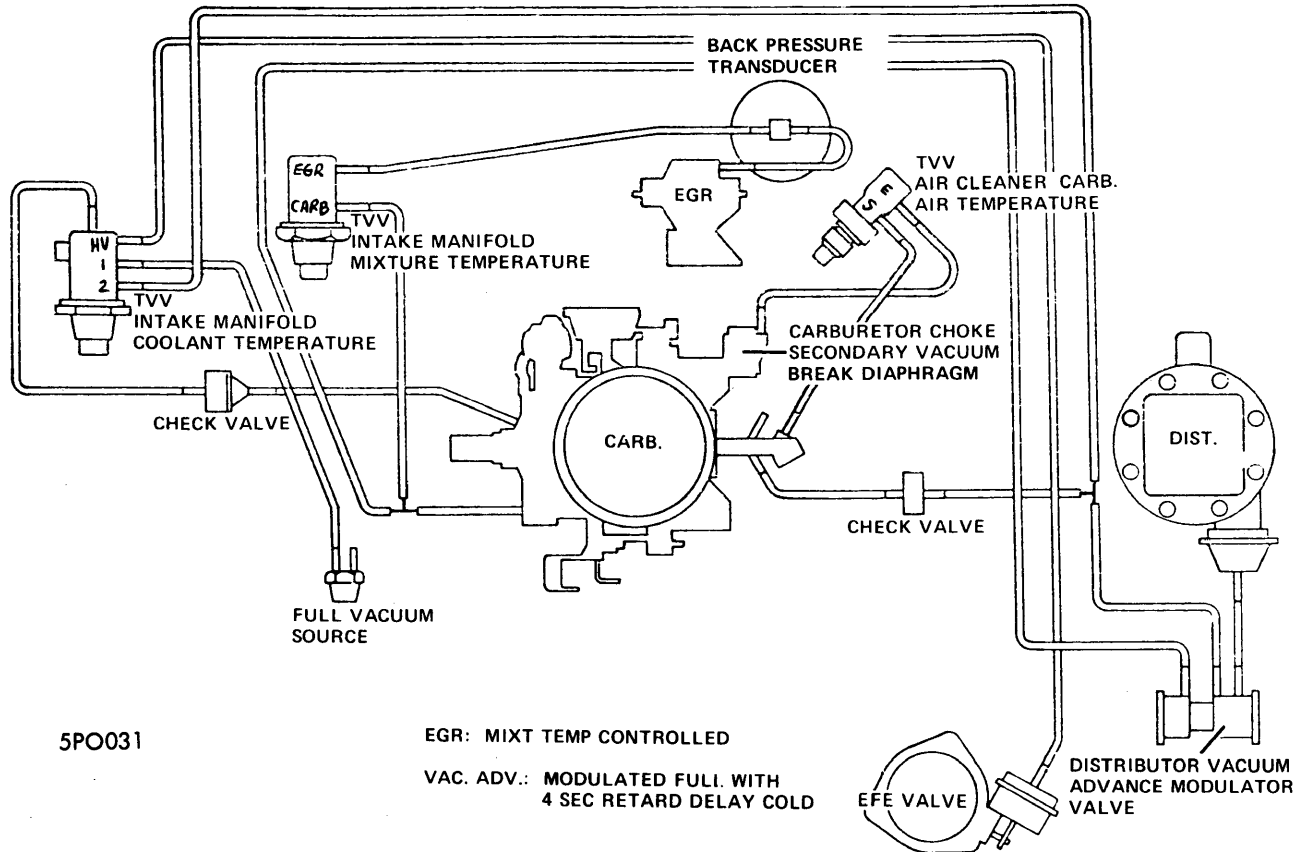 BACK PRESSURE
TRANSDUCER
EGR
CARB
TVV
INTAKE MANIFOLD
MIXTURE TEMPERATURE
EGR
TVV
AIR CLEANER CARB.
AIR TEMPERATURE
E
S
HV
1
2
TVV
INTAKE MANIFOLD
COOLANT TEMPERATURE
CARBURETOR CHOKE
SECONDARY VACUUM
BREAK DIAPHRAGM
CHECK VALVE
CARB.
DIST.
CHECK VALVE
FULL VACUUM
SOURCE
5PO031
EGR: MIXT TEMP CONTROLLED
VAC. ADV.: MODULATED FULL WITH
4 SEC RETARD DELAY COLD
EFE VALVE
DISTRIBUTOR VACUUM
ADVANCE MODULATOR
VALVE